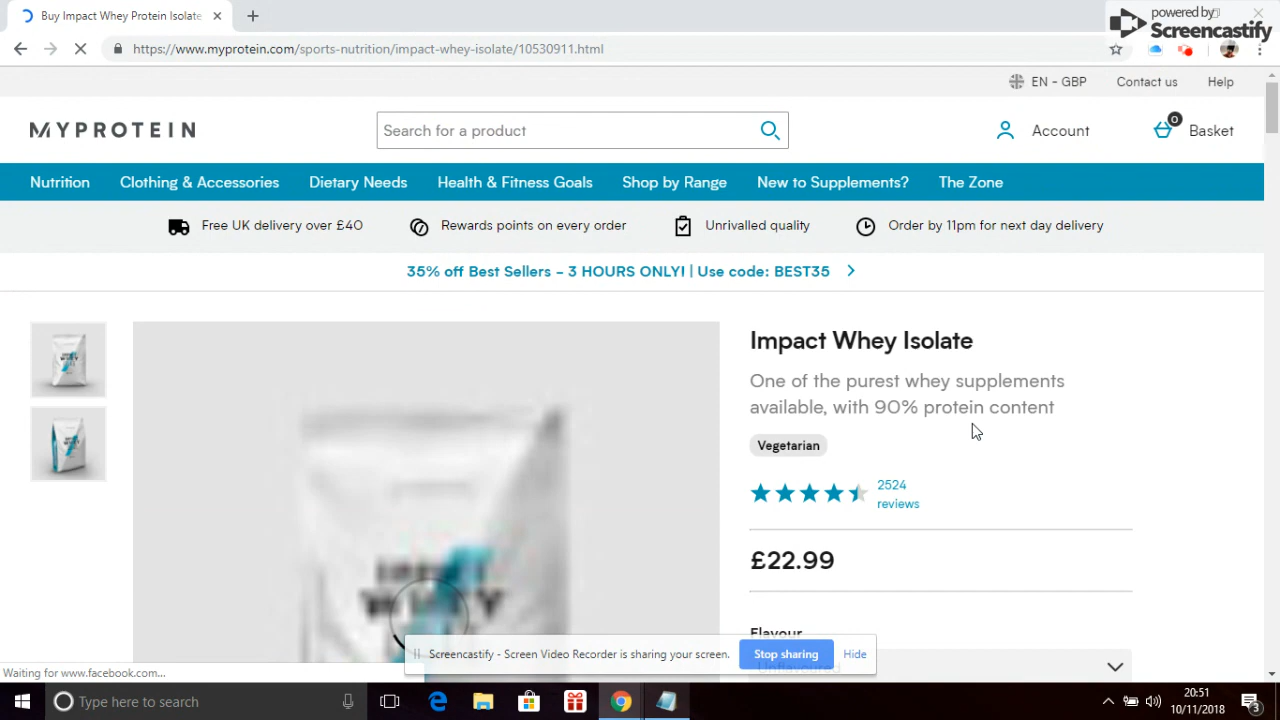 Buy Impact Whey Protein Isolate
powered by
Screencastify
https://www.myprotein.com/sports-nutrition/impact-whey-isolate/10530911.html
EN - GBP
Contact us
Help
MYPROTEIN
Search for a product
Account
0
Basket
Nutrition
Clothing & Accessories
Dietary Needs
Health & Fitness Goals
Shop by Range
New to Supplements?
The Zone
Free UK delivery over £40
Rewards points on every order
Unrivalled quality
Order by 11pm for next day delivery
35% off Best Sellers - 3 HOURS ONLY! | Use code: BEST35
Impact Whey Isolate
One of the purest whey supplements
available, with 90% protein content
Vegetarian
2524
reviews
£22.99
Flavour
Unflavoured
IMPACT
WHEY
Screencastify - Screen Video Recorder is sharing your screen.
Stop sharing
Hide
Waiting for www.facebook.com...
Type here to search
20:51
10/11/2018
3